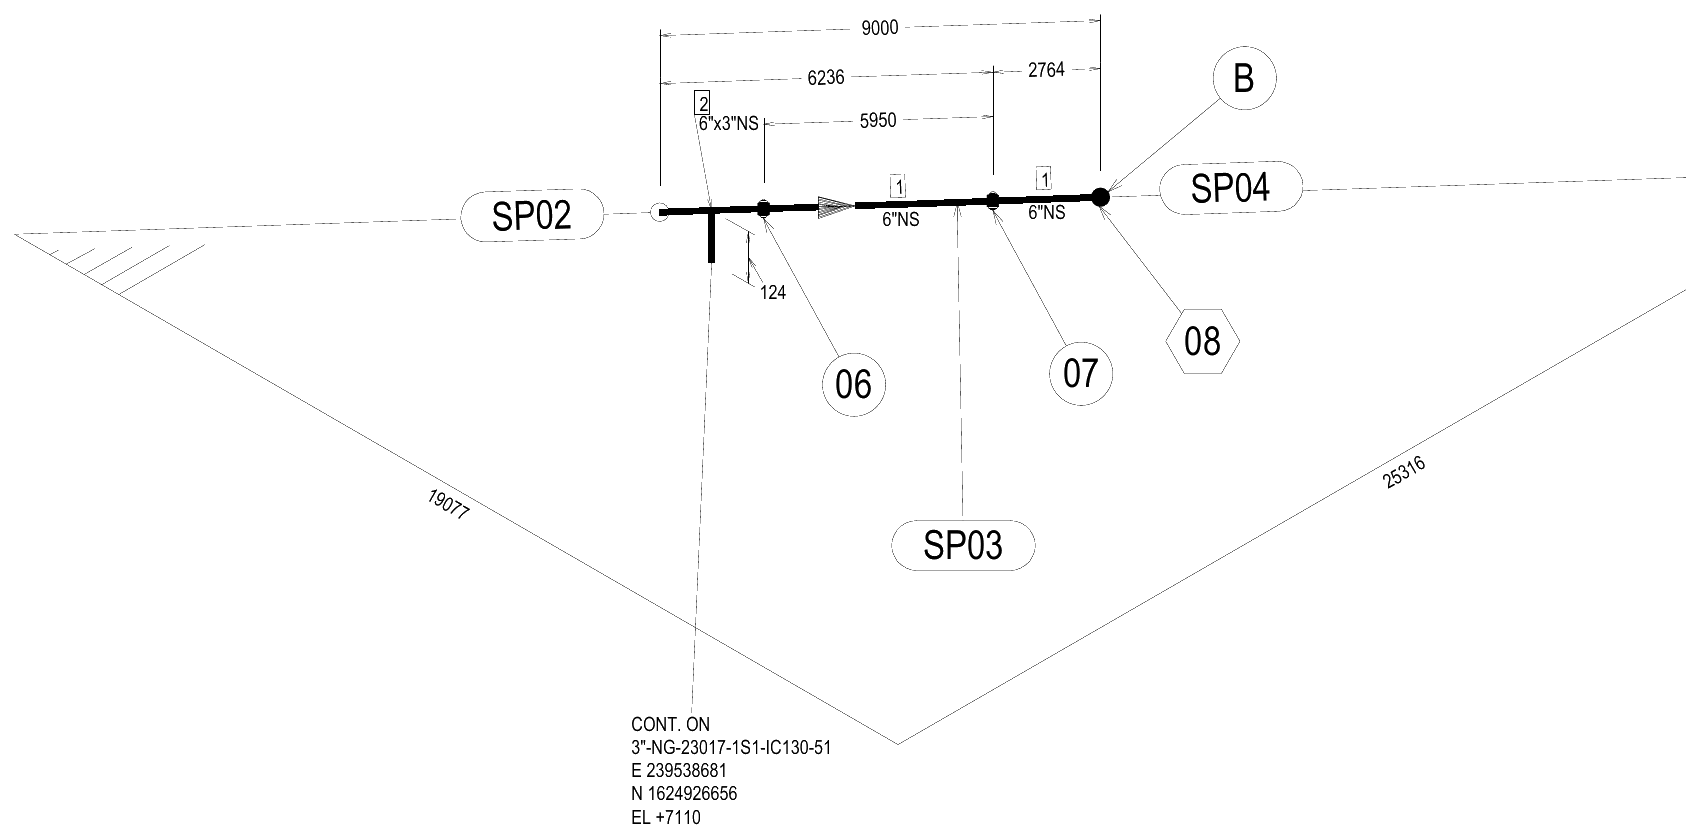 9000
6236
2764
B
2
6"x3"NS
5950
1
6"NS
1
6"NS
SP02
SP04
124
06
07
08
19077
25316
SP03
CONT. ON
3"-NG-23017-1S1-IC130-51
E 239538681
N 1624926656
EL +7110